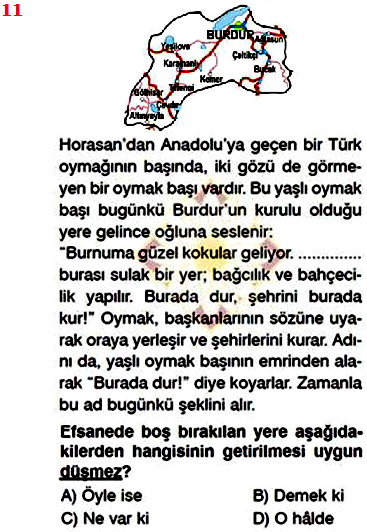 11
BURDUR
Ağlasun
Yeşilova
Çeltikçi
Karamanlı
Bucak
Kemer
Tefenni
Gölhisar
Çavdır
Altınyayla
Horasan'dan Anadolu'ya geçen bir Türk
oymağının başında, iki gözü de görme-
yen bir oymak başı vardır. Bu yaşlı oymak
başı bugünkü Burdur'un kurulu olduğu
yere gelince oğluna seslenir:
"Burnuma güzel kokular geliyor. ..............
burası sulak bir yer; bağcılık ve bahçeci-
lik yapılır. Burada dur, şehrini burada
kur!" Oymak, başkanlarının sözüne uya-
rak oraya yerleşir ve şehirlerini kurar. Adı-
nı da, yaşlı oymak başının emrinden ala-
rak "Burada dur!" diye koyarlar. Zamanla
bu ad bugünkü şeklini alır.
Efsanede boş bırakılan yere aşağıda-
kilerden hangisinin getirilmesi uygun
düşmez?
A) Öyle ise B) Demek ki
C) Ne var ki D) O hâlde